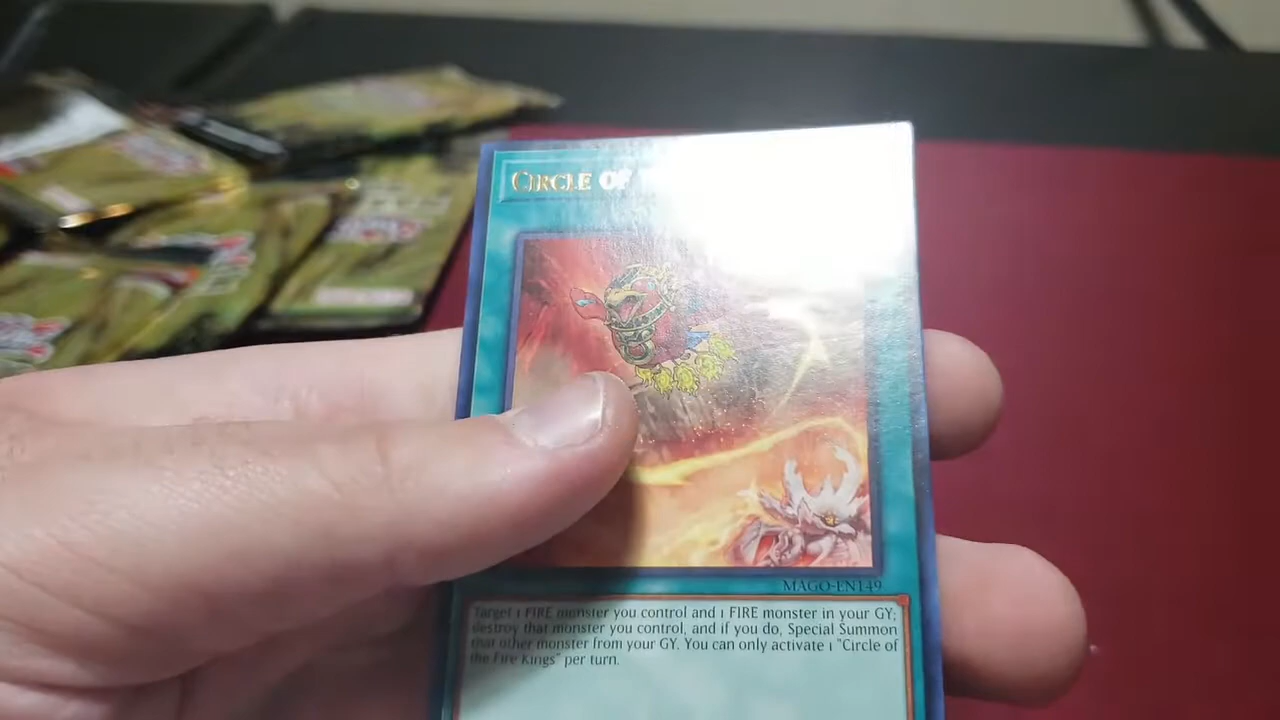 CIRCLE OF
MAGO-EN149
Target 1 FIRE monster you control and 1 FIRE monster in your GY;
destroy that monster you control, and if you do, Special Summon
that other monster from your GY. You can only activate 1 "Circle of
the Fire Kings" per turn.